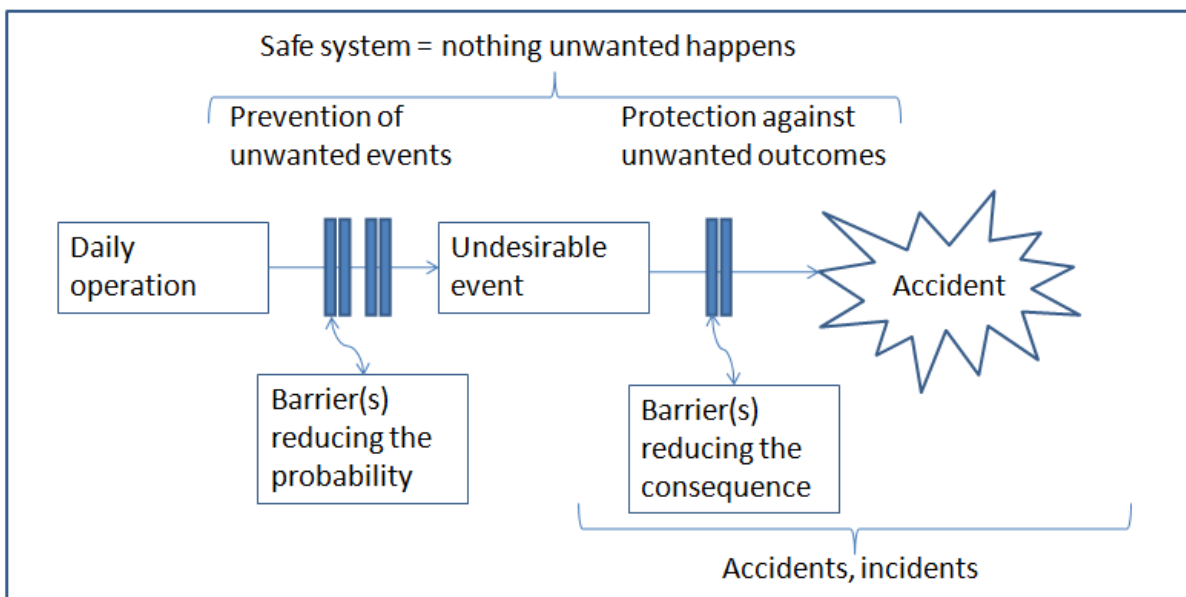 Safe system = nothing unwanted happens
Prevention of
unwanted events
Protection against
unwanted outcomes
Daily
operation
Undesirable
event
Accident
Barrier(s)
reducing the
probability
Barrier(s)
reducing the
consequence
Accidents, incidents